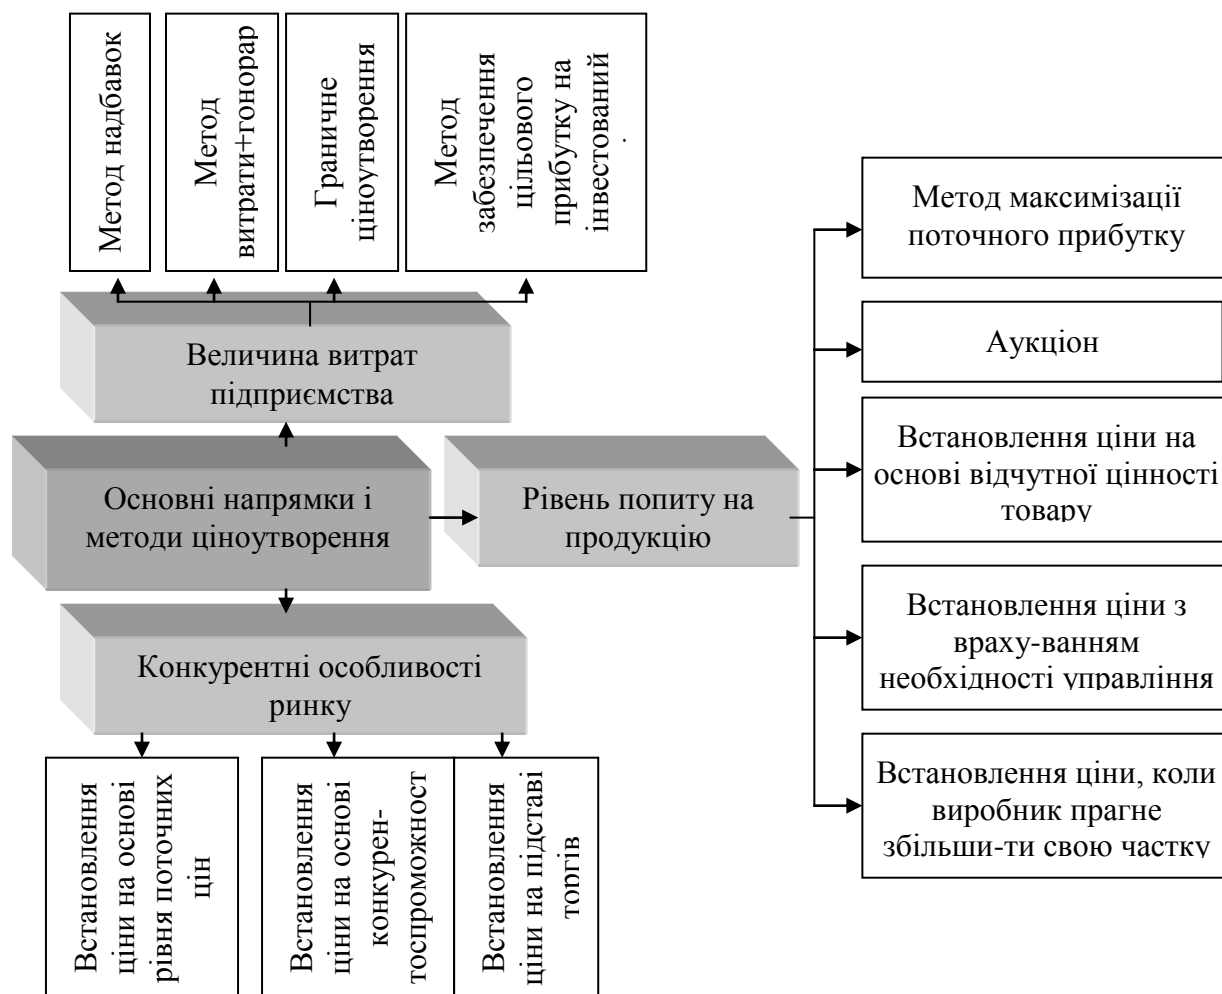 Метод надбавок
Метод
витрати+гонорар
Граничне
ціноутворення
Метод
забезпечення
цільового
прибутку на
інвестований
Величина витрат
підприємства
Основні напрямки і
методи ціноутворення
Рівень попиту на
продукцію
Конкурентні особливості
ринку
Встановлення
ціни на основі
рівня поточних
цін
Встановлення
ціни на основі
конкурен-
тоспроможност
Встановлення
ціни на підставі
торгів
Метод максимізації
поточного прибутку
Аукціон
Встановлення ціни на
основі відчутної цінності
товару
Встановлення ціни з
враху-ванням
необхідності управління
Встановлення ціни, коли
виробник прагне
збільши-ти свою частку